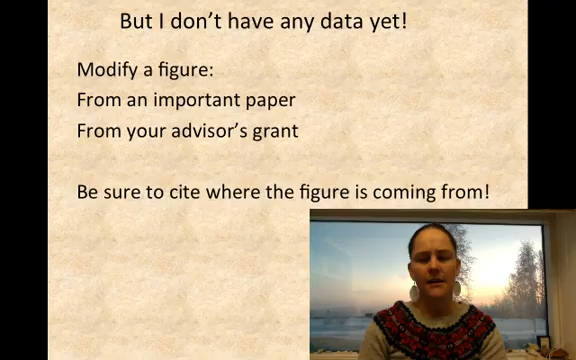 But I don't have any data yet!
Modify a figure:
From an important paper
From your advisor's grant
Be sure to cite where the figure is coming from!